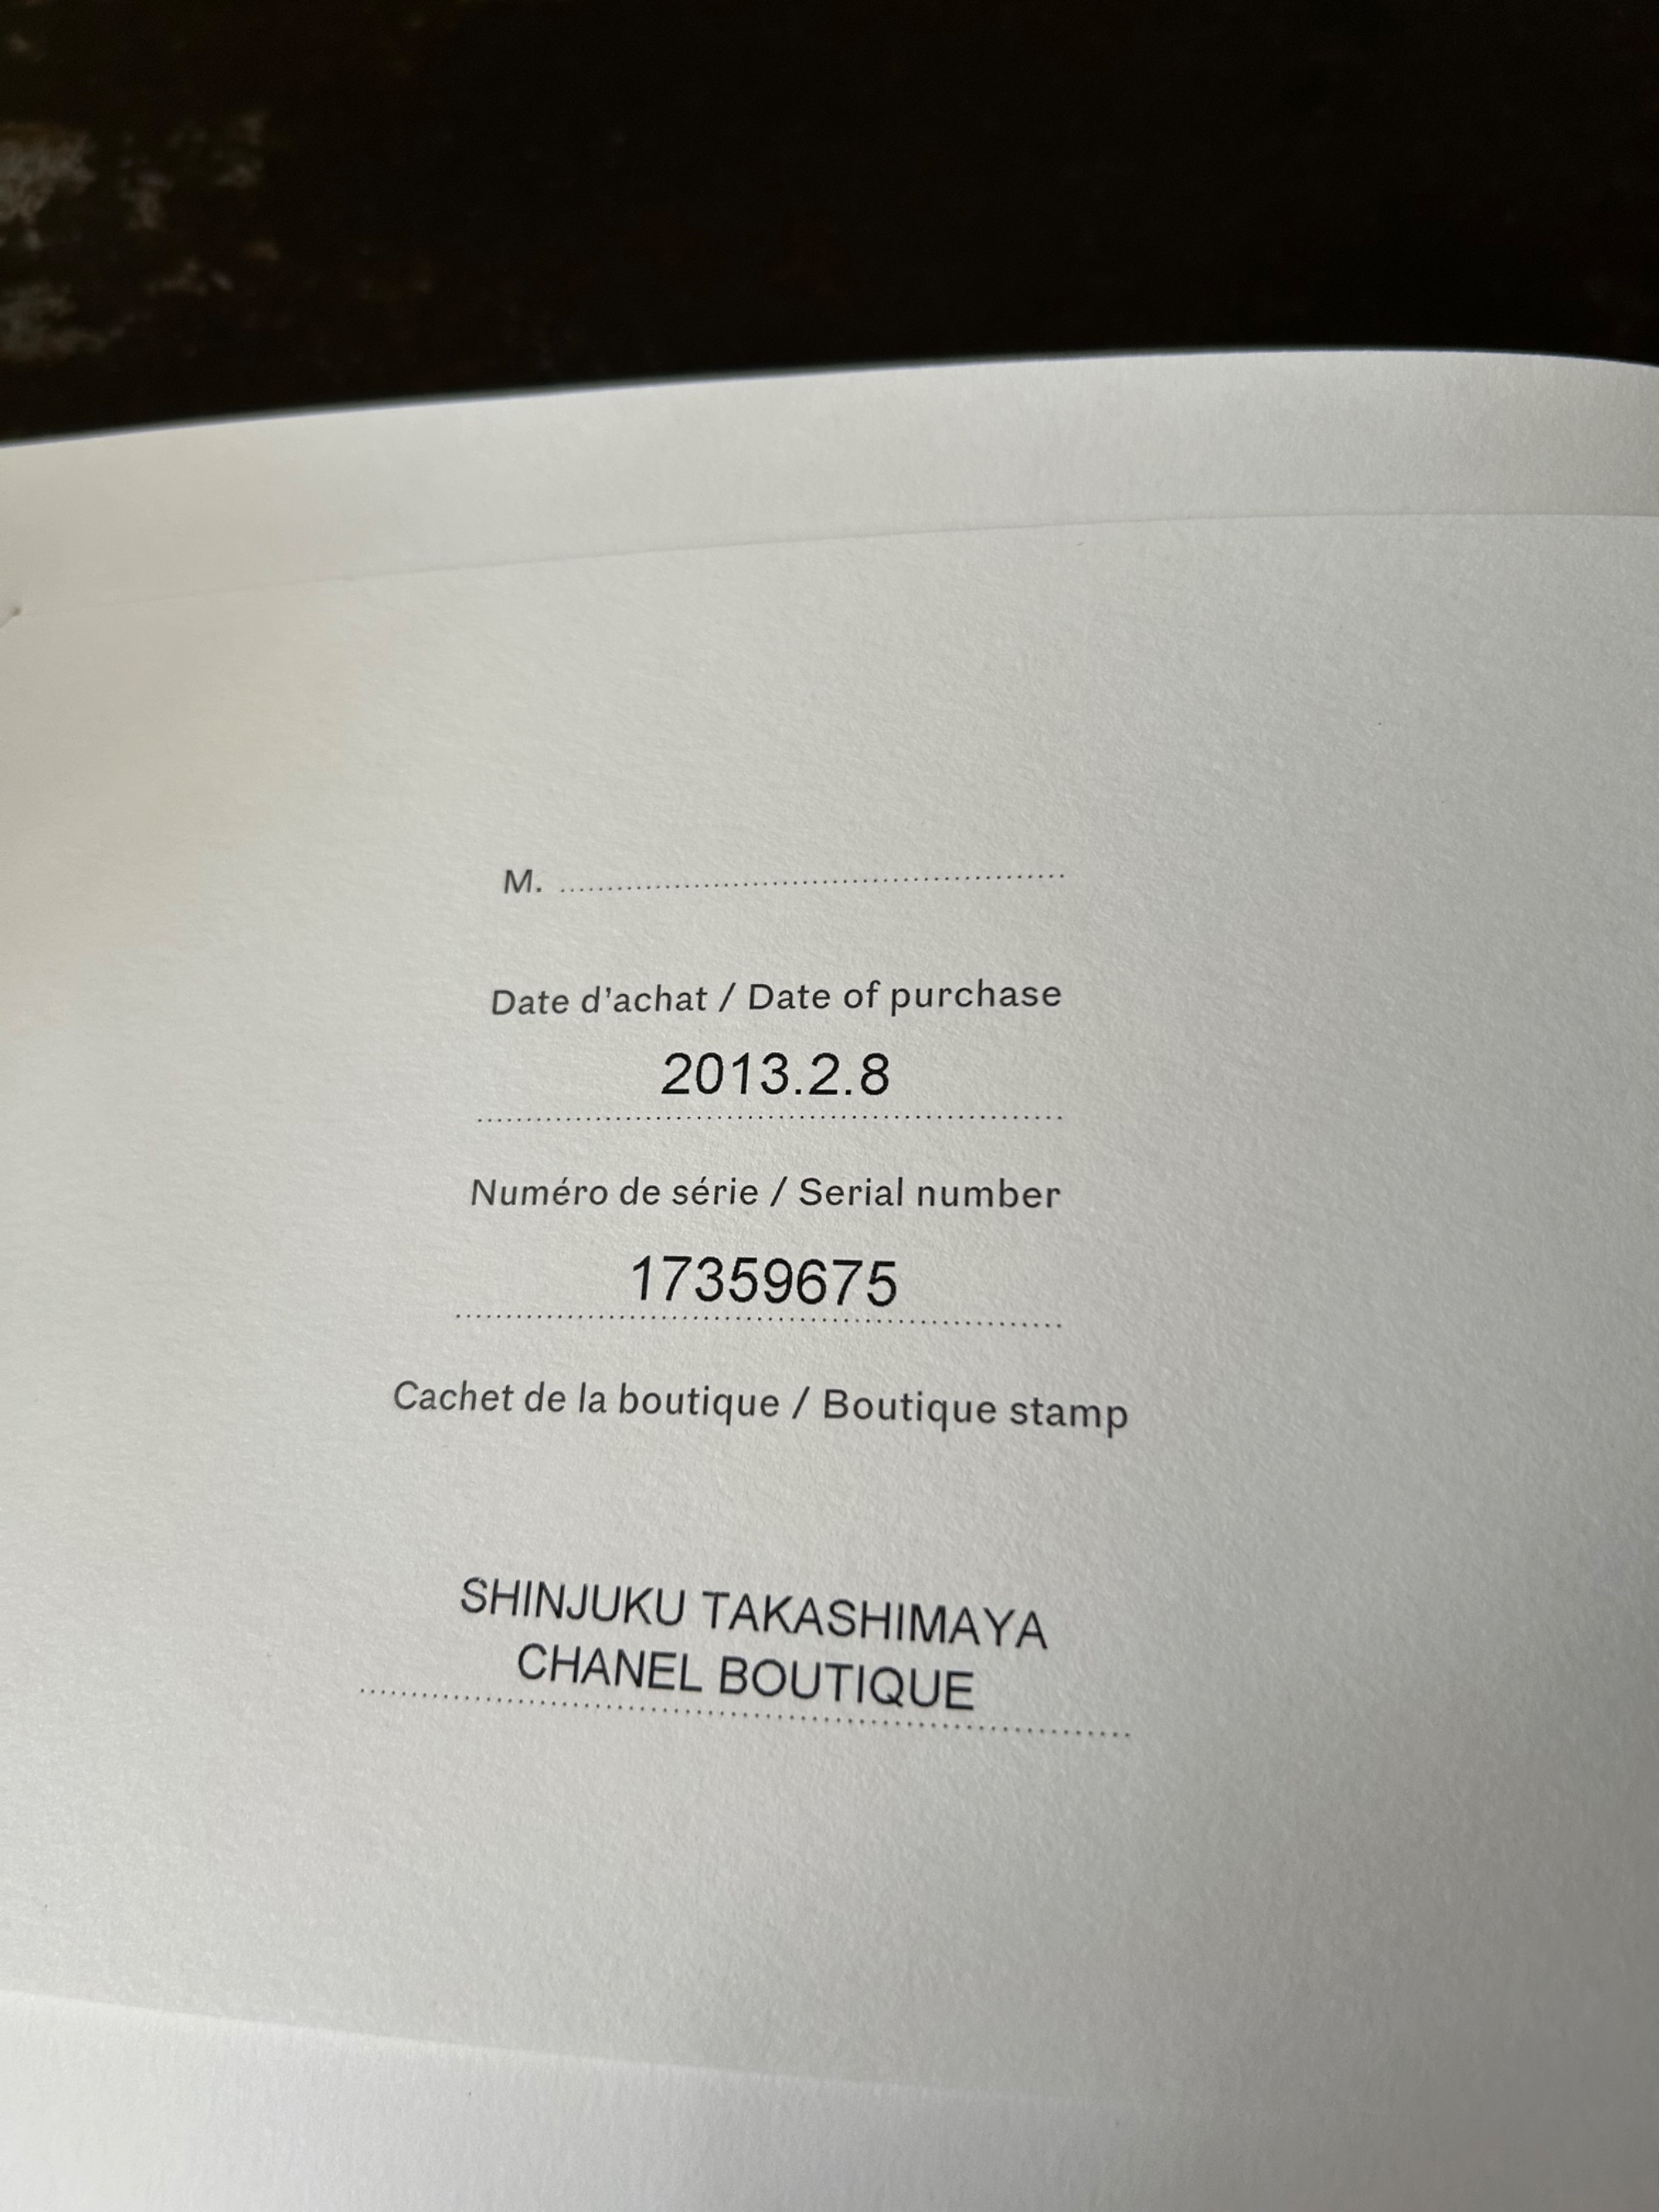 M.
Date d'achat / Date of purchase
2013.2.8
Numéro de série / Serial number
17359675
Cachet de la boutique / Boutique stamp
SHINJUKU TAKASHIMAYA
CHANEL BOUTIQUE